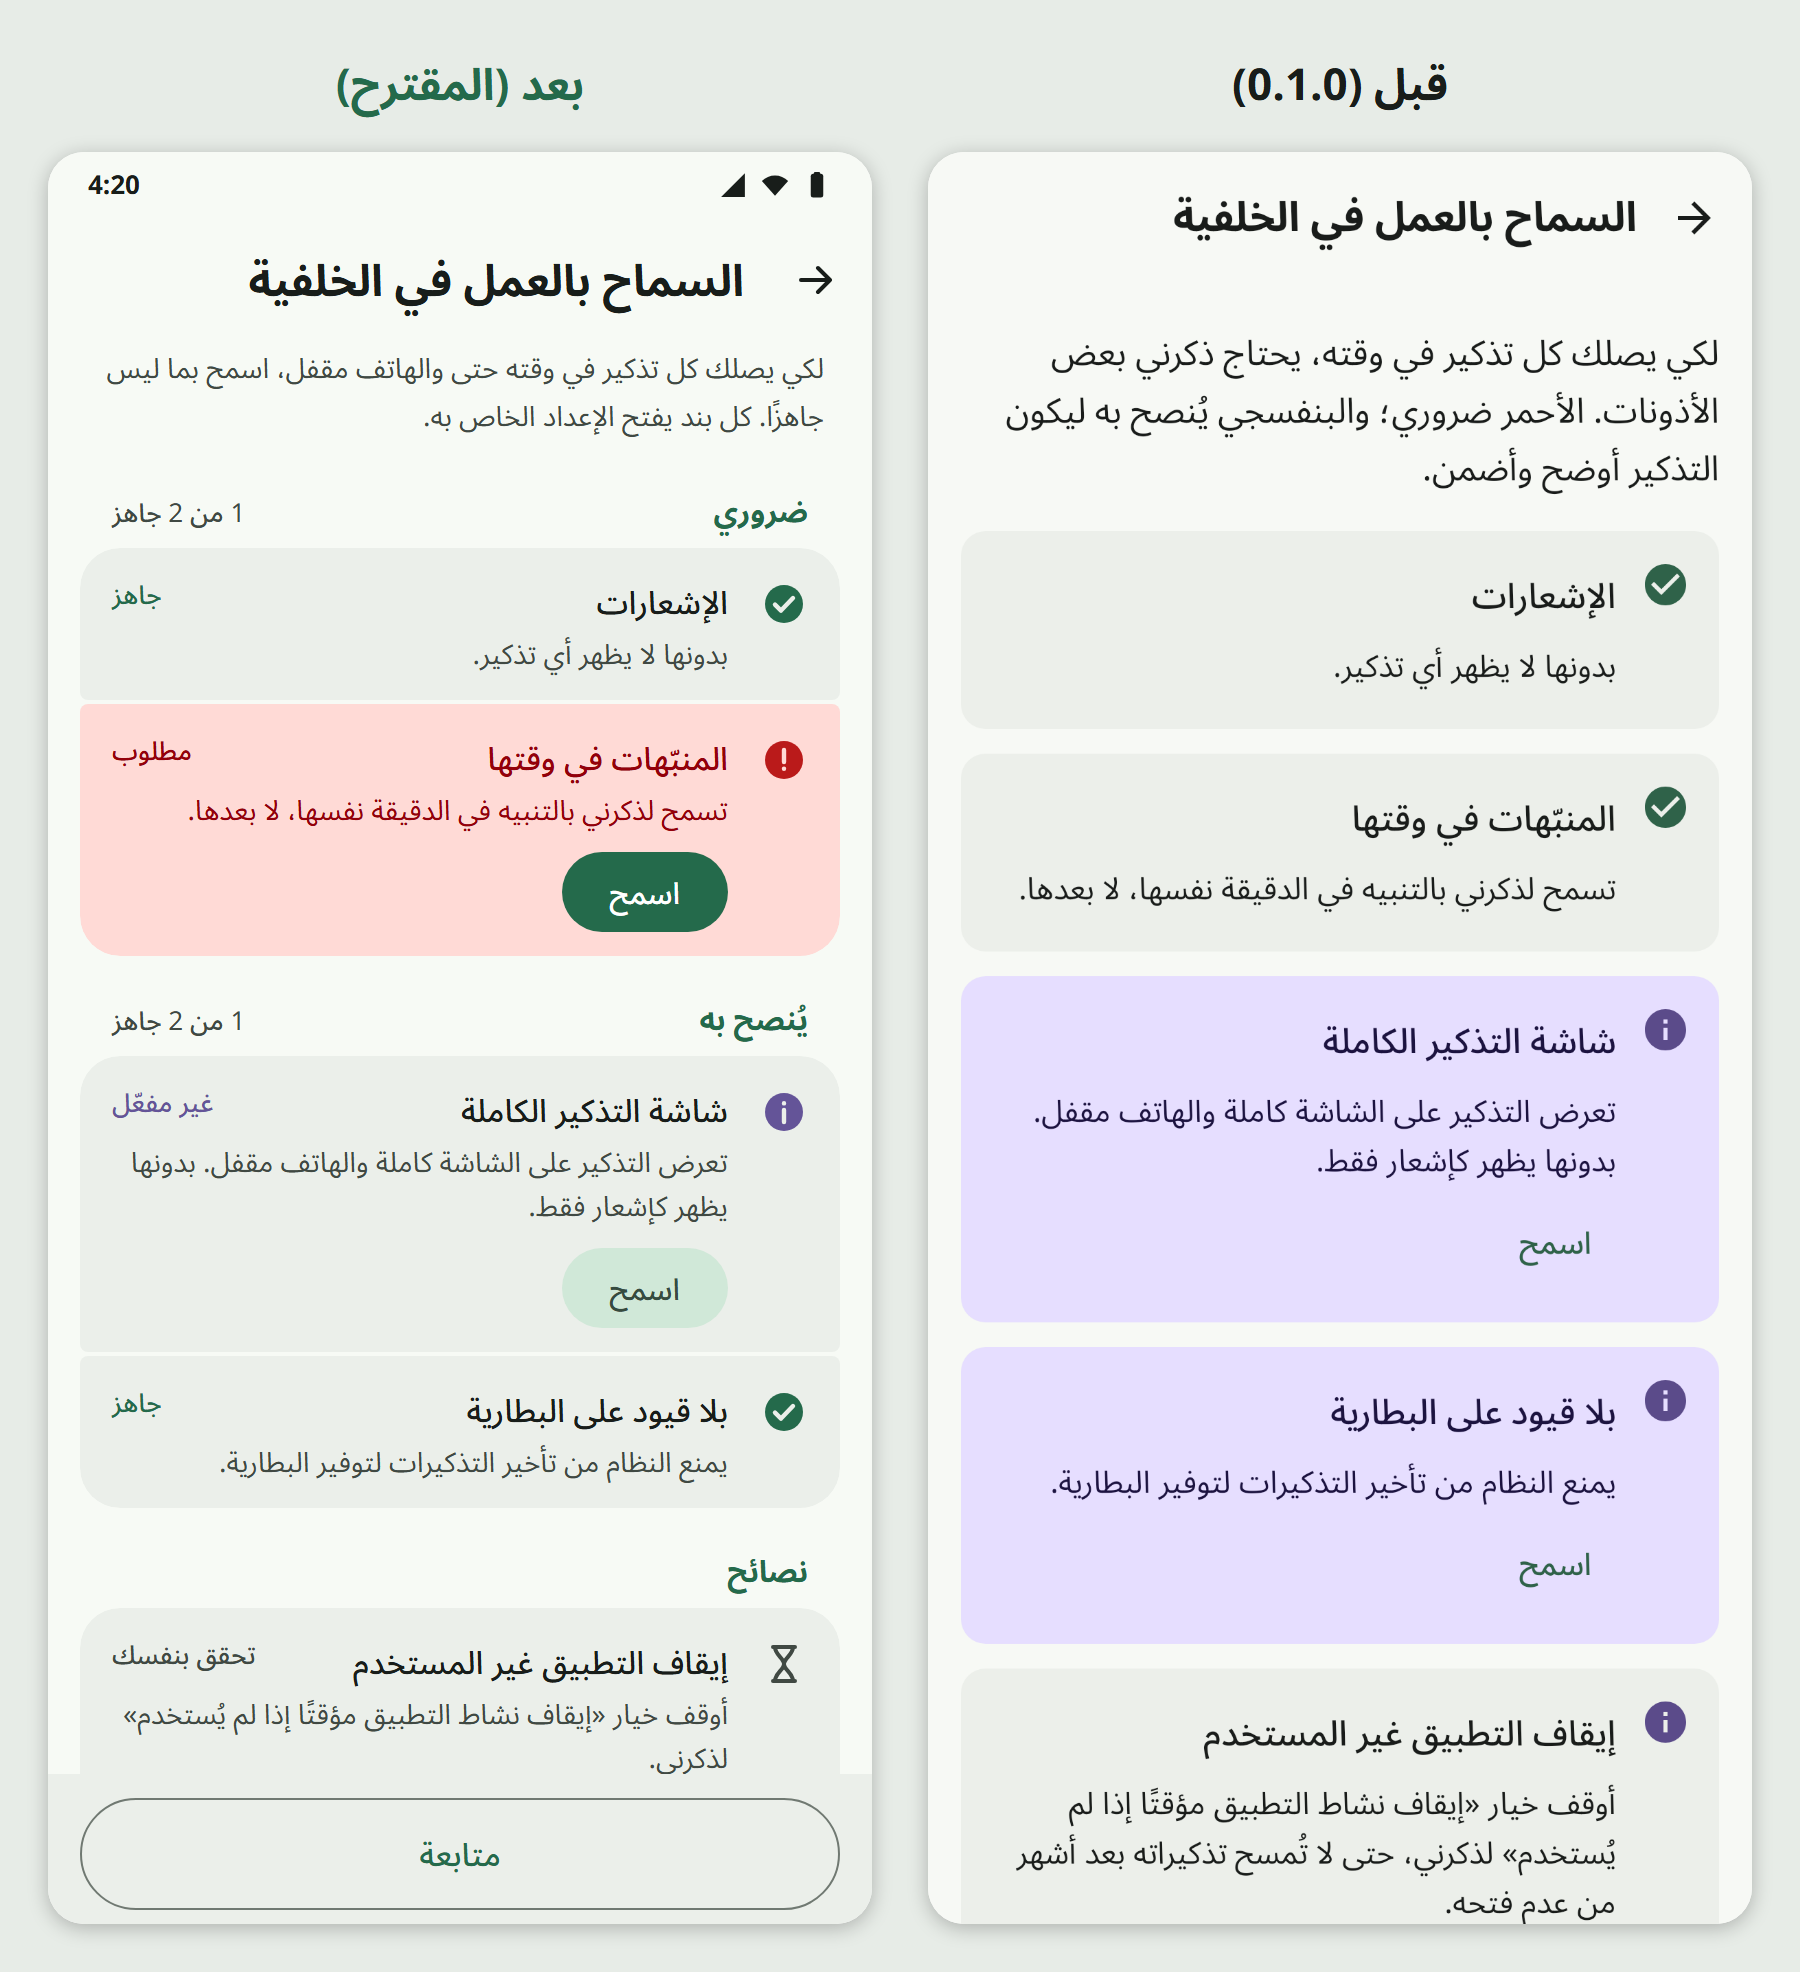 قبل (0.1.0)
السماح بالعمل في الخلفية
لكي يصلك كل تذكير في وقته، يحتاج ذكرني بعض
الأذونات. الأحمر ضروري؛ والبنفسجي يُنصح به ليكون
التذكير أوضح وأضمن.
الإشعارات
بدونها لا يظهر أي تذكير.
المنبّهات في وقتها
تسمح لذكرني بالتنبيه في الدقيقة نفسها، لا بعدها.
شاشة التذكير الكاملة
تعرض التذكير على الشاشة كاملة والهاتف مقفل.
بدونها يظهر كإشعار فقط.
اسمح
بلا قيود على البطارية
يمنع النظام من تأخير التذكيرات لتوفير البطارية.
اسمح
إيقاف التطبيق غير المستخدم
أوقف خيار «إيقاف نشاط التطبيق مؤقتًا إذا لم
يُستخدم» لذكرني، حتى لا تُمسح تذكيراته بعد أشهر
من عدم فتحه.
بعد (المقترح)
4:20
السماح بالعمل في الخلفية
لكي يصلك كل تذكير في وقته حتى والهاتف مقفل، اسمح بما ليس
جاهزًا. كل بند يفتح الإعداد الخاص به.
ضروري
1 من 2 جاهز
الإشعارات
جاهز
بدونها لا يظهر أي تذكير.
المنبّهات في وقتها
مطلوب
تسمح لذكرني بالتنبيه في الدقيقة نفسها، لا بعدها.
اسمح
يُنصح به
1 من 2 جاهز
شاشة التذكير الكاملة
غير مفعّل
تعرض التذكير على الشاشة كاملة والهاتف مقفل. بدونها
يظهر كإشعار فقط.
اسمح
بلا قيود على البطارية
جاهز
يمنع النظام من تأخير التذكيرات لتوفير البطارية.
نصائح
إيقاف التطبيق غير المستخدم
تحقق بنفسك
أوقف خيار «إيقاف نشاط التطبيق مؤقتًا إذا لم يُستخدم»
لذكرني.
متابعة